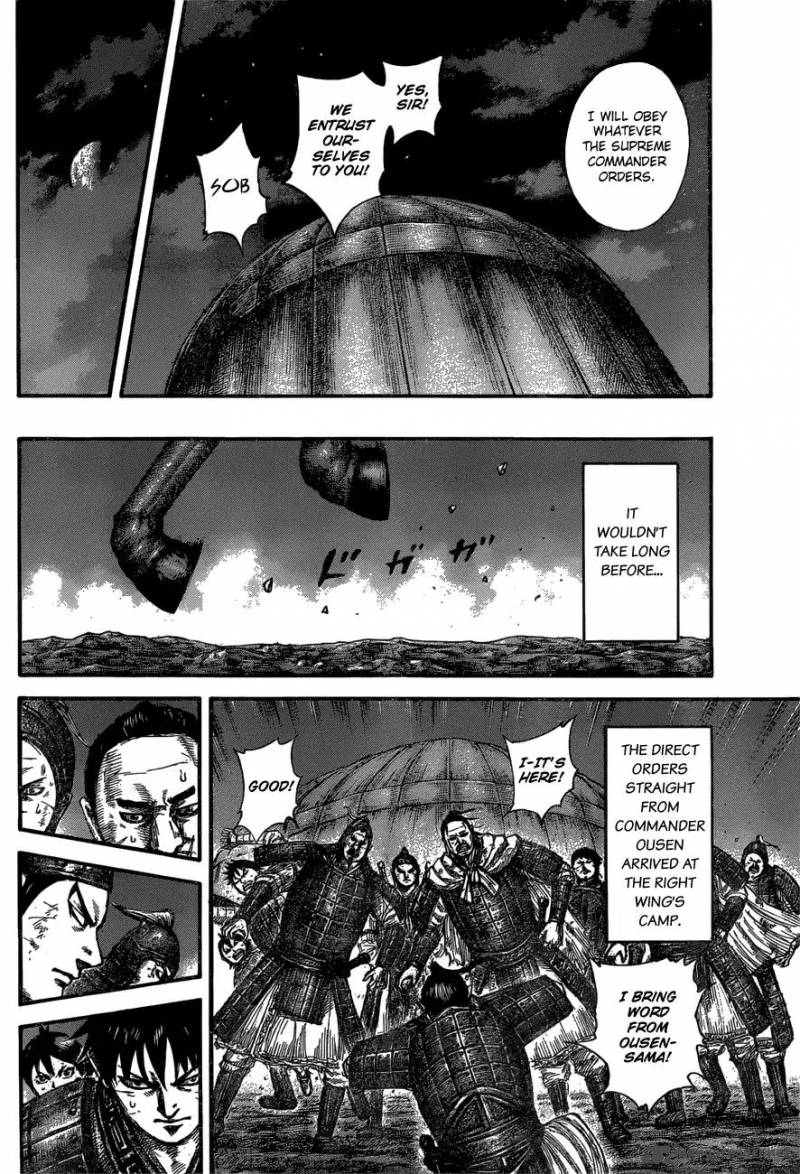 I WILL OBEY
WHATEVER
THE SUPREME
COMMANDER
ORDERS.
YES,
SIR!
WE
ENTRUST
OUR-
SELVES
TO YOU!
SOB
IT
WOULDN'T
TAKE LONG
BEFORE...
ド ガ ガ
THE DIRECT
ORDERS
STRAIGHT
FROM
COMMANDER
OUSEN
ARRIVED AT
THE RIGHT
WING'S
CAMP.
I-IT'S
HERE!
GOOD!
I BRING
WORD
FROM
OUSEN-
SAMA!